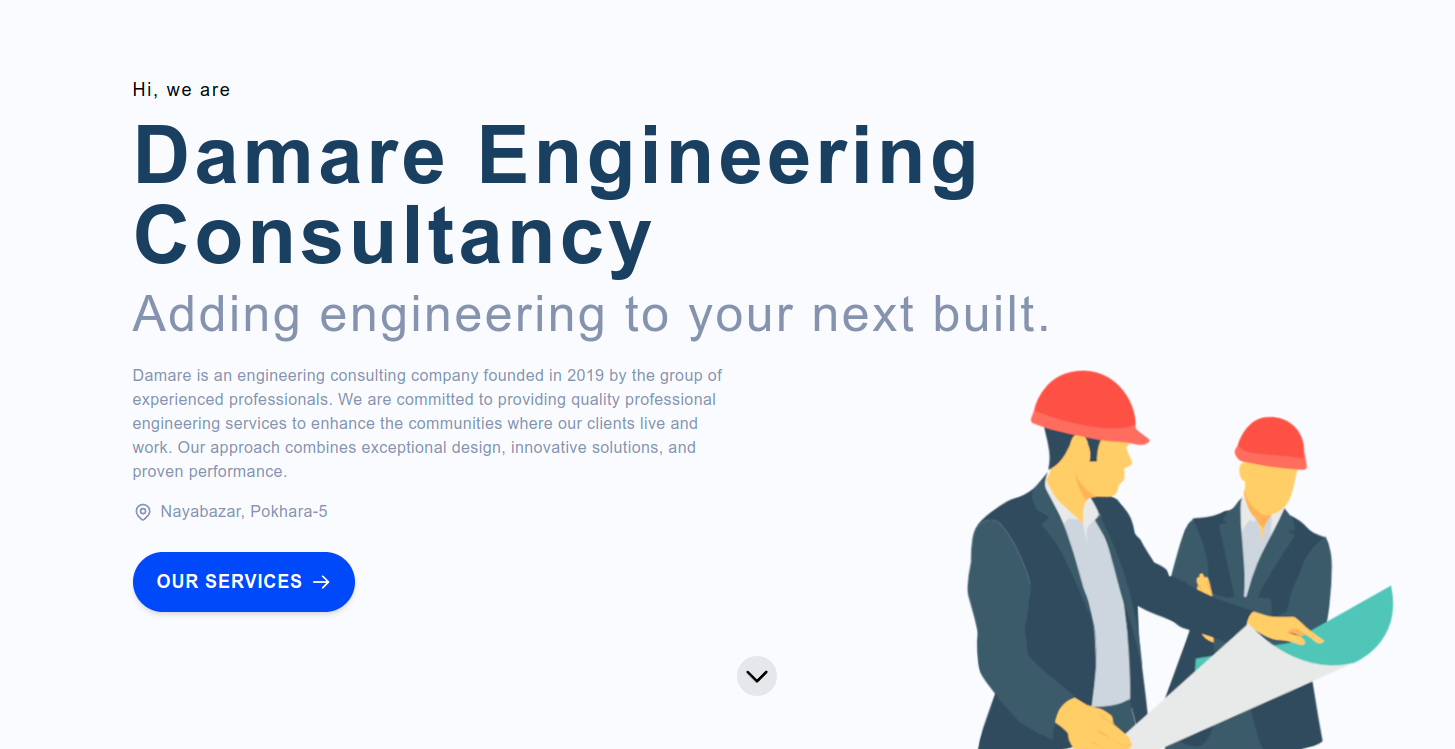 Hi, we are
Damare Engineering
Consultancy
Adding engineering to your next built.
Damare is an engineering consulting company founded in 2019 by the group of
experienced professionals. We are committed to providing quality professional
engineering services to enhance the communities where our clients live and
work. Our approach combines exceptional design, innovative solutions, and
proven performance.
Nayabazar, Pokhara-5
OUR SERVICES →